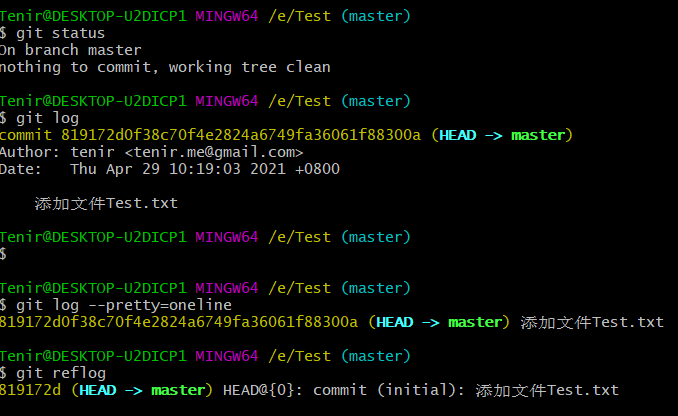 Tenir@DESKTOP-U2DICP1 MINGW64 /e/Test (master)
$ git status
On branch master
nothing to commit, working tree clean
Tenir@DESKTOP-U2DICP1 MINGW64 /e/Test (master)
$ git log
commit 819172d0f38c70f4e2824a6749fa36061f88300a (HEAD -> master)
Author: tenir <tenir.me@gmail.com>
Date:   Thu Apr 29 10:19:03 2021 +0800
    添加文件Test.txt
Tenir@DESKTOP-U2DICP1 MINGW64 /e/Test (master)
$
Tenir@DESKTOP-U2DICP1 MINGW64 /e/Test (master)
$ git log --pretty=oneline
819172d0f38c70f4e2824a6749fa36061f88300a (HEAD -> master) 添加文件Test.txt
Tenir@DESKTOP-U2DICP1 MINGW64 /e/Test (master)
$ git reflog
819172d (HEAD -> master) HEAD@{0}: commit (initial): 添加文件Test.txt